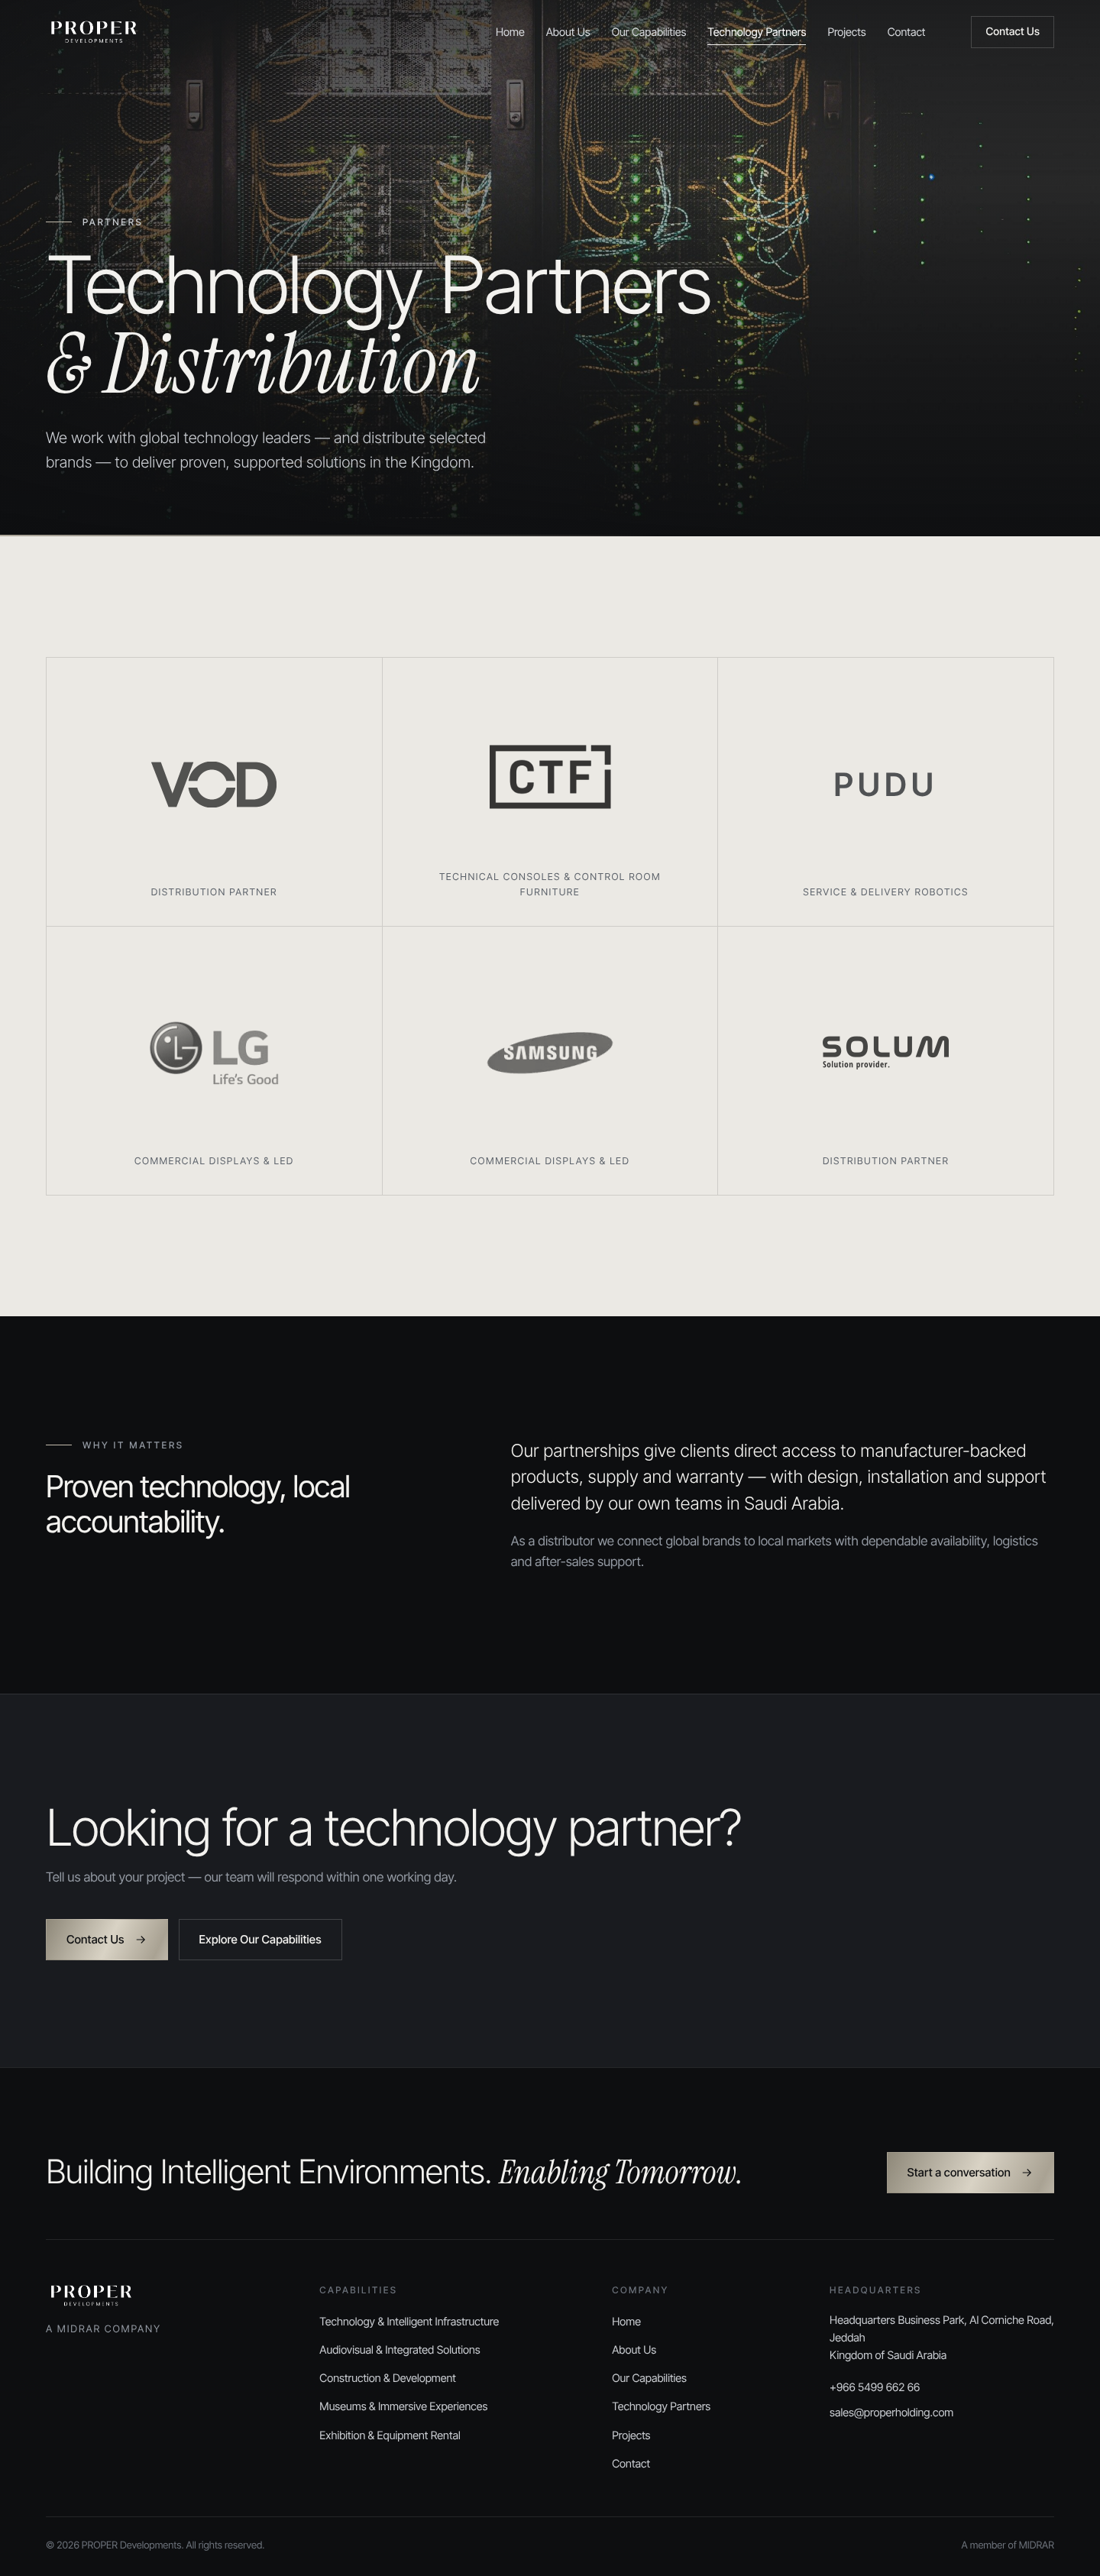 PROPER
DEVELOPMENTS
Home
About Us
Our Capabilities
Technology Partners
Projects
Contact
Contact Us
PARTNERS
Technology Partners
& Distribution
We work with global technology leaders — and distribute selected
brands — to deliver proven, supported solutions in the Kingdom.
VOD
DISTRIBUTION PARTNER
CTF
TECHNICAL CONSOLES & CONTROL ROOM
FURNITURE
PUDU
SERVICE & DELIVERY ROBOTICS
LG
Life's Good
COMMERCIAL DISPLAYS & LED
SAMSUNG
COMMERCIAL DISPLAYS & LED
SOLUM
Solution provider.
DISTRIBUTION PARTNER
WHY IT MATTERS
Proven technology, local
accountability.
Our partnerships give clients direct access to manufacturer-backed
products, supply and warranty — with design, installation and support
delivered by our own teams in Saudi Arabia.
As a distributor we connect global brands to local markets with dependable availability, logistics
and after-sales support.
Looking for a technology partner?
Tell us about your project — our team will respond within one working day.
Contact Us →
Explore Our Capabilities
Building Intelligent Environments. Enabling Tomorrow.
Start a conversation →
PROPER
DEVELOPMENTS
A MIDRAR COMPANY
CAPABILITIES
Technology & Intelligent Infrastructure
Audiovisual & Integrated Solutions
Construction & Development
Museums & Immersive Experiences
Exhibition & Equipment Rental
COMPANY
Home
About Us
Our Capabilities
Technology Partners
Projects
Contact
HEADQUARTERS
Headquarters Business Park, Al Corniche Road,
Jeddah
Kingdom of Saudi Arabia
+966 5499 662 66
sales@properholding.com
© 2026 PROPER Developments. All rights reserved.
A member of MIDRAR